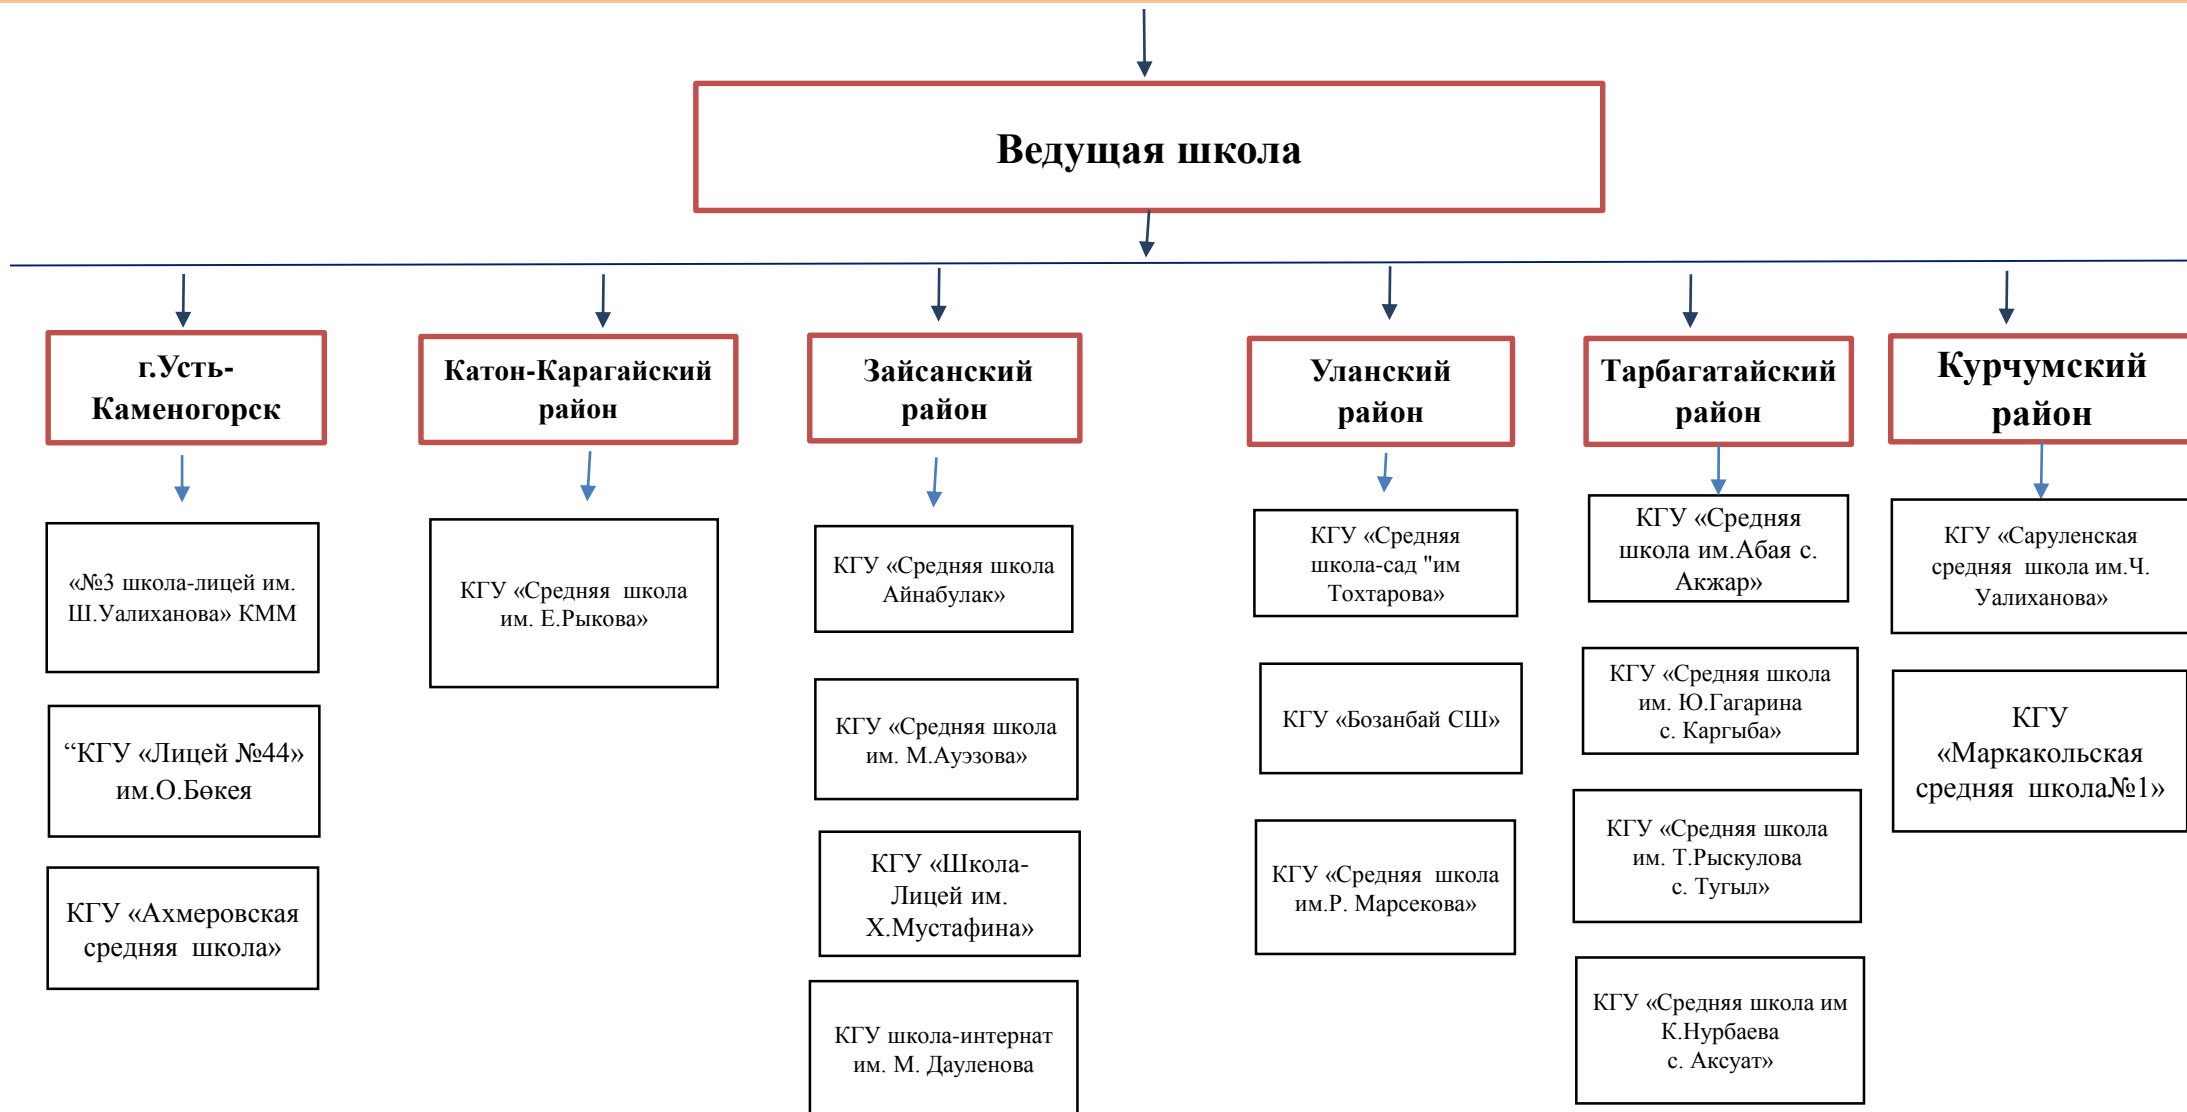 Ведущая школа
г.Усть-
Каменогорск
Катон-Карагайский
район
Зайсанский
район
Уланский
район
Тарбагатайский
район
Курчумский
район
«№3 школа-лицей им.
Ш.Уалиханова» КММ
“КГУ «Лицей №44»
им.О.Бөкея
КГУ «Ахмеровская
средняя школа»
КГУ «Средняя школа
им. Е.Рыкова»
КГУ «Средняя школа
Айнабулак»
КГУ «Средняя школа
им. М.Ауэзова»
КГУ «Школа-
Лицей им.
Х.Мустафина»
КГУ школа-интернат
им. М. Дауленова
КГУ «Средняя
школа-сад "им
Тохтарова»
КГУ «Бозанбай СШ»
КГУ «Средняя школа
им.Р. Марсекова»
КГУ «Средняя
школа им.Абая с.
Акжар»
КГУ «Средняя школа
им. Ю.Гагарина
с. Каргыба»
КГУ «Средняя школа
им. Т.Рыскулова
с. Тугыл»
КГУ «Средняя школа им
К.Нурбаева
с. Аксуат»
КГУ «Саруленская
средняя школа им.Ч.
Уалиханова»
КГУ
«Маркакольская
средняя школа№1»